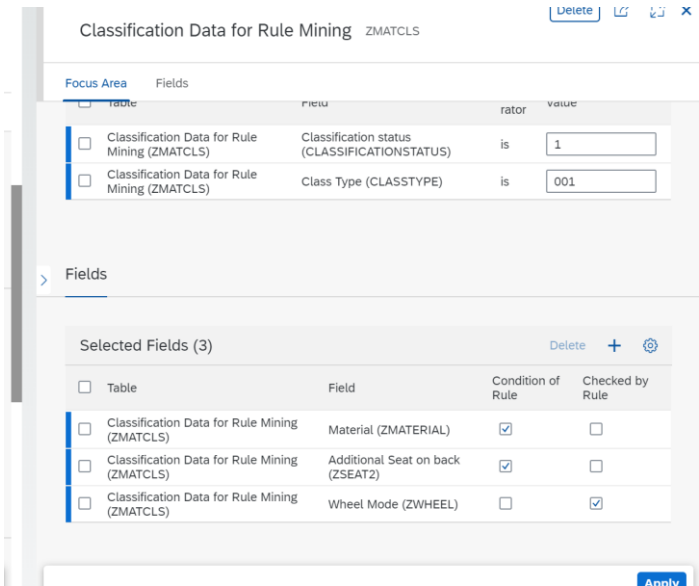 Delete
Classification Data for Rule Mining ZMATCLS
Focus Area Fields
Table Field rator Value
Classification Data for Rule Classification status is 1
Mining (ZMATCLS) (CLASSIFICATIONSTATUS)
Classification Data for Rule Class Type (CLASSTYPE) is 001
Mining (ZMATCLS)
Fields
Selected Fields (3) Delete
Table Field Condition of Rule Checked by Rule
Classification Data for Rule Mining Material (ZMATERIAL)
(ZMATCLS)
Classification Data for Rule Mining Additional Seat on back
(ZMATCLS) (ZSEAT2)
Classification Data for Rule Mining Wheel Mode (ZWHEEL)
(ZMATCLS)
Apply